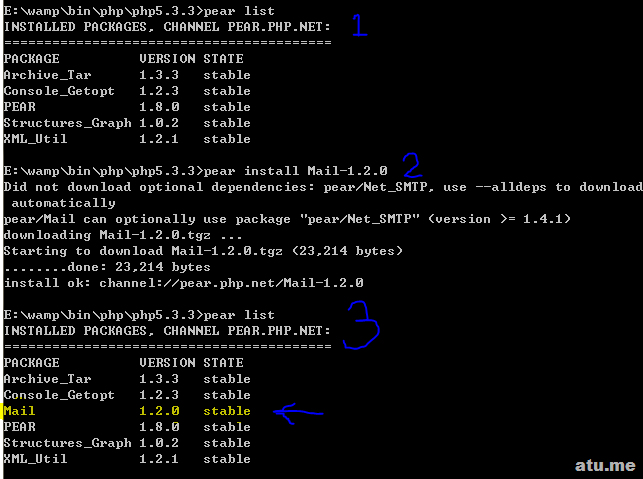 E:\wamp\bin\php\php5.3.3>pear list
INSTALLED PACKAGES, CHANNEL PEAR.PHP.NET:
1
=========================================
PACKAGE          VERSION STATE
Archive_Tar      1.3.3   stable
Console_Getopt   1.2.3   stable
PEAR             1.8.0   stable
Structures_Graph 1.0.2   stable
XML_Util         1.2.1   stable
E:\wamp\bin\php\php5.3.3>pear install Mail-1.2.0
2
Did not download optional dependencies: pear/Net_SMTP, use --alldeps to download
 automatically
pear/Mail can optionally use package "pear/Net_SMTP" (version >= 1.4.1)
downloading Mail-1.2.0.tgz ...
Starting to download Mail-1.2.0.tgz (23,214 bytes)
........done: 23,214 bytes
install ok: channel://pear.php.net/Mail-1.2.0
E:\wamp\bin\php\php5.3.3>pear list
INSTALLED PACKAGES, CHANNEL PEAR.PHP.NET:
3
=========================================
PACKAGE          VERSION STATE
Archive_Tar      1.3.3   stable
Console_Getopt   1.2.3   stable
Mail             1.2.0   stable
PEAR             1.8.0   stable
Structures_Graph 1.0.2   stable
XML_Util         1.2.1   stable
atu.me